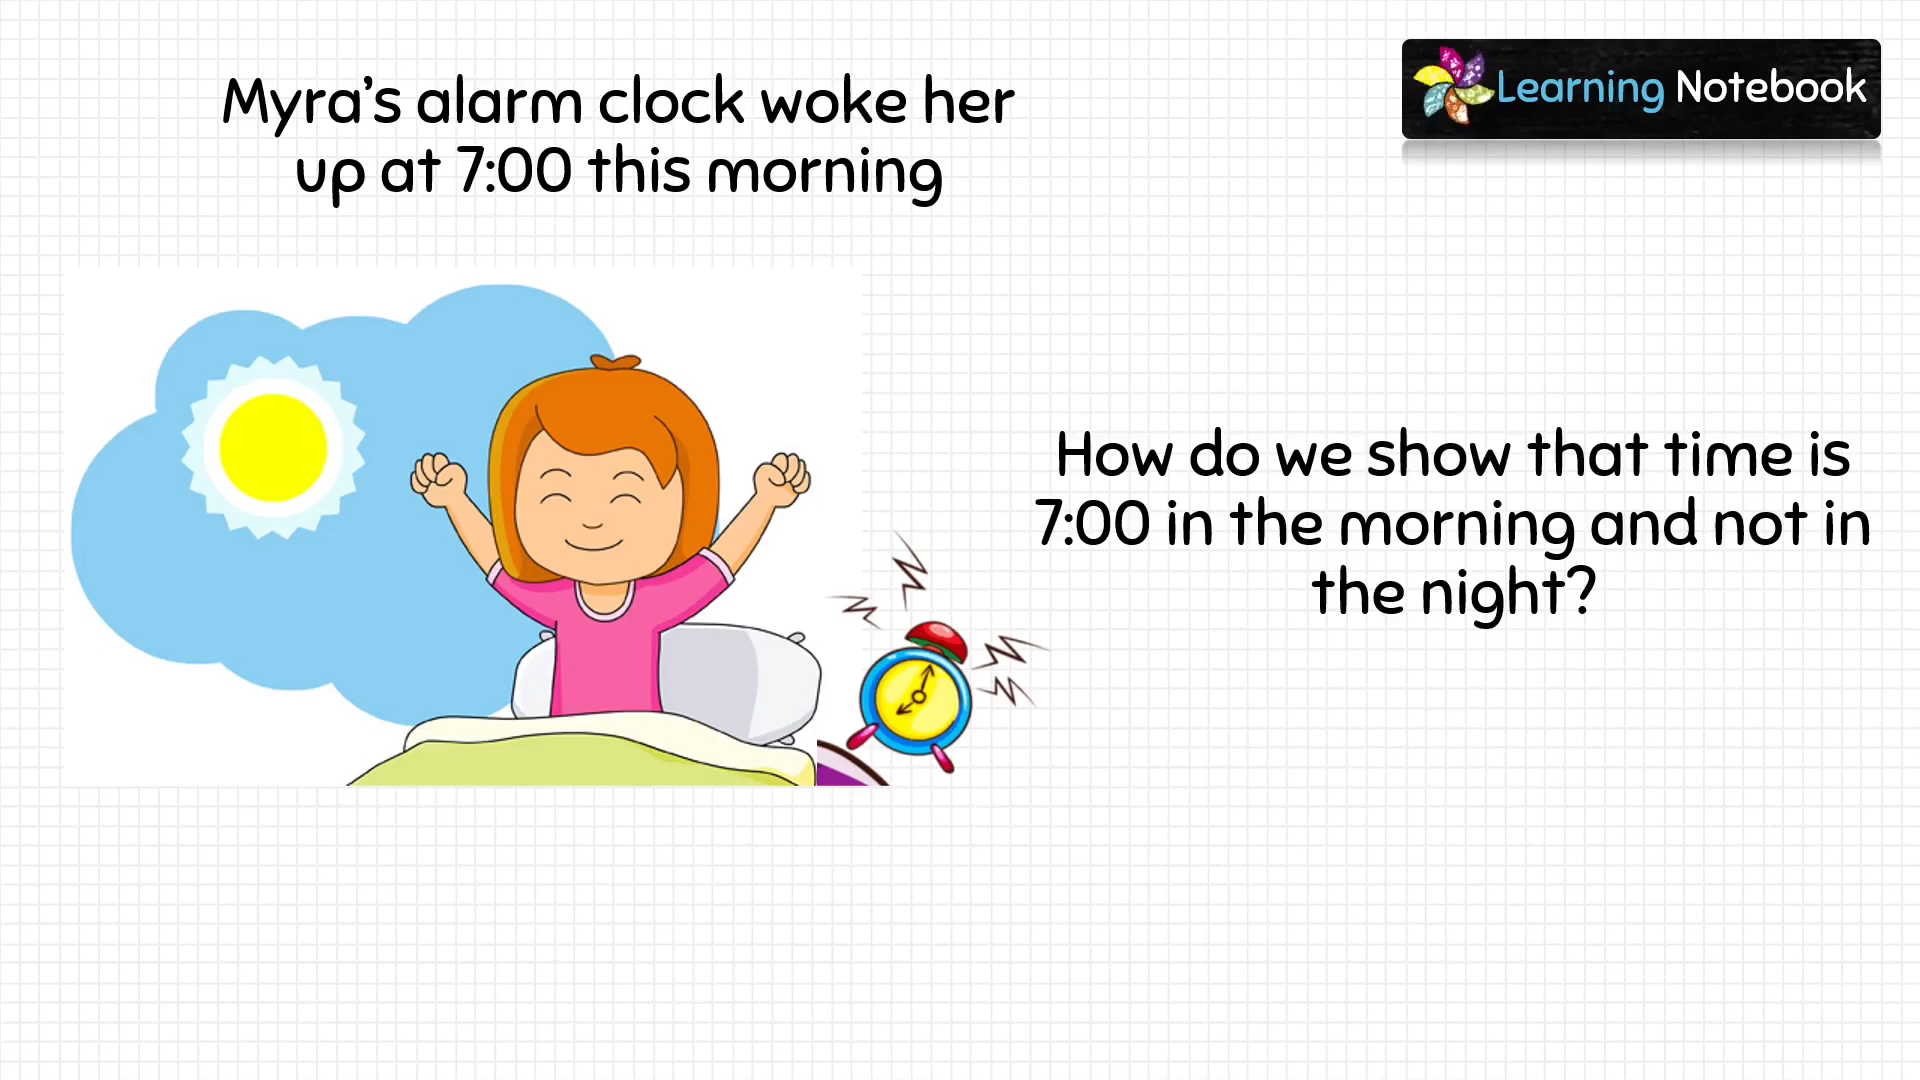 Myra's alarm clock woke her
up at 7:00 this morning
Learning Notebook
How do we show that time is
7:00 in the morning and not in
the night?